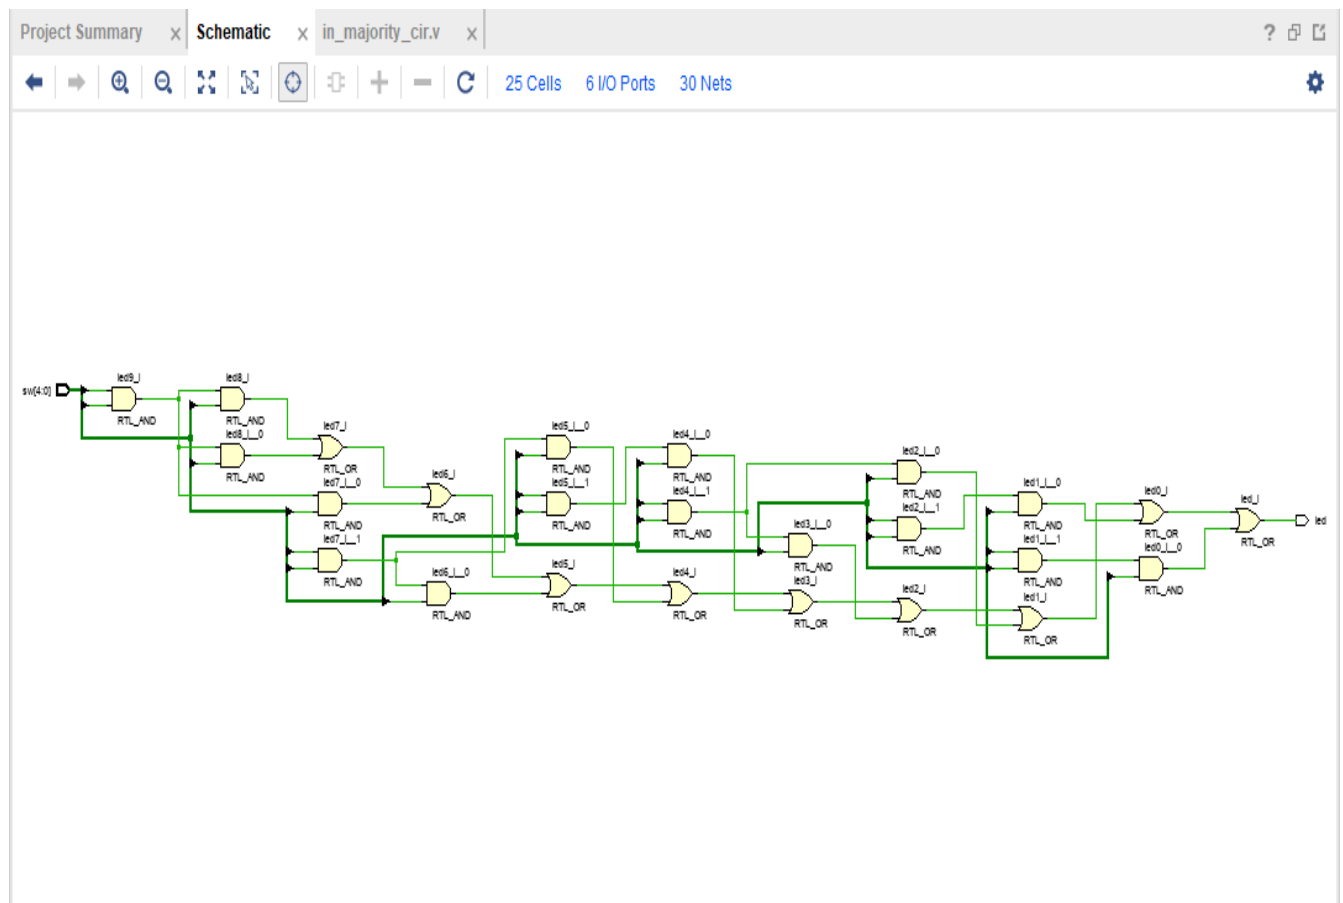 Project Summary x Schematic x in_majority_cir.v x ?
25 Cells 6 I/O Ports 30 Nets
sw[4:0]
led9_i
RTL_AND
led8_i
RTL_AND
led8_i__0
RTL_AND
led7_i
RTL_OR
led7_i__0
RTL_AND
led7_i__1
RTL_AND
led6_i
RTL_OR
led6_i__0
RTL_AND
led5_i__0
RTL_AND
led5_i__1
RTL_AND
led5_i
RTL_OR
led4_i__0
RTL_AND
led4_i__1
RTL_AND
led4_i
RTL_OR
led3_i__0
RTL_AND
led3_i
RTL_OR
led2_i__0
RTL_AND
led2_i__1
RTL_AND
led2_i
RTL_OR
led1_i__0
RTL_AND
led1_i__1
RTL_AND
led1_i
RTL_OR
led0_i
RTL_OR
led0_i__0
RTL_AND
led_i
RTL_OR
led